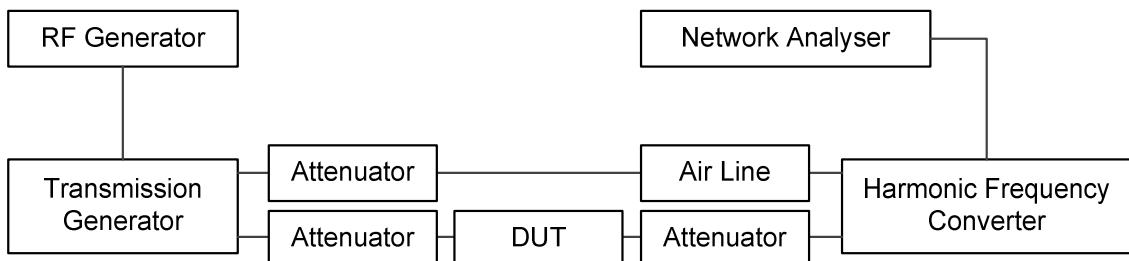 RF Generator
Network Analyser
Transmission
Generator
Attenuator
Air Line
Harmonic Frequency
Converter
Attenuator
DUT
Attenuator